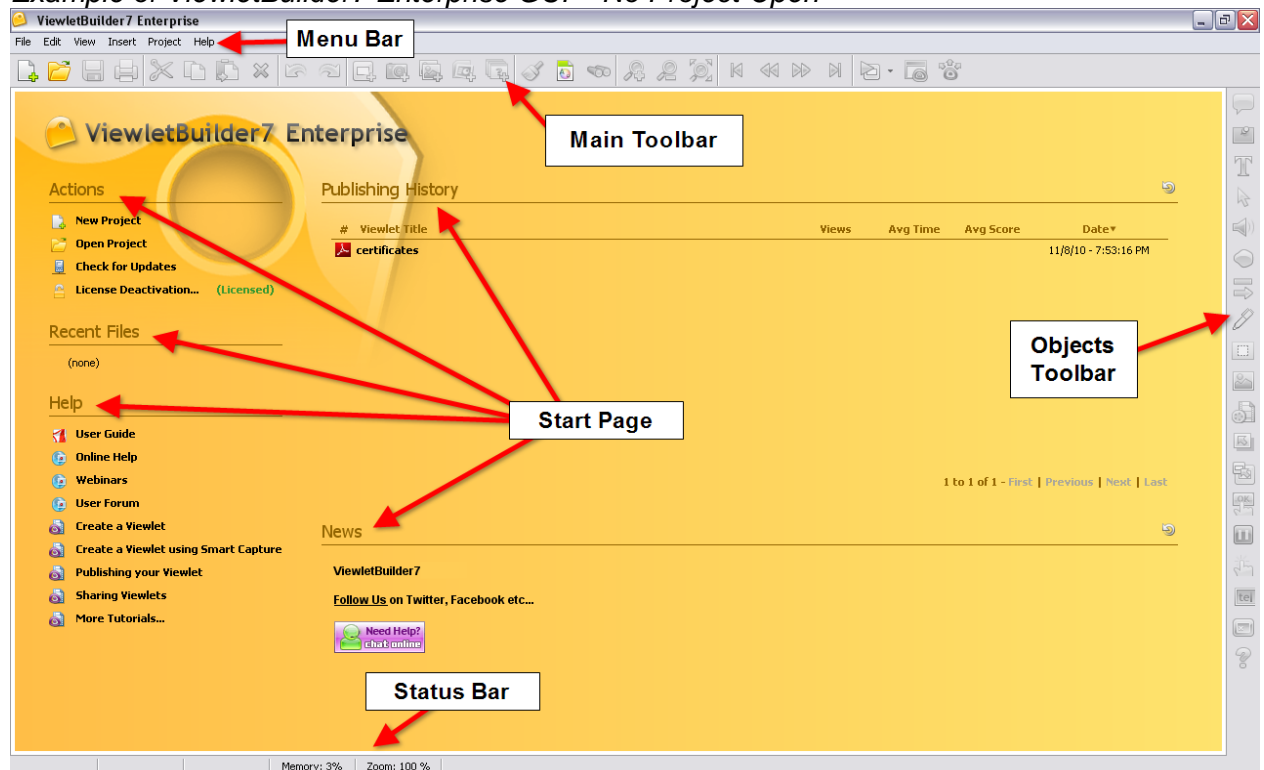 Example of ViewletBuilder7 Enterprise GUI - No Project Open
ViewletBuilder7 Enterprise
File Edit View Insert Project Help
Menu Bar
Main Toolbar
ViewletBuilder7 Enterprise
Actions
New Project
Open Project
Check for Updates
License Deactivation... (Licensed)
Recent Files
(none)
Help
User Guide
Online Help
Webinars
User Forum
Create a Viewlet
Create a Viewlet using Smart Capture
Publishing your Viewlet
Sharing Viewlets
More Tutorials...
Publishing History
# Viewlet Title Views Avg Time Avg Score Date
certificates 11/8/10 - 7:53:16 PM
Objects
Toolbar
Start Page
1 to 1 of 1 - First | Previous | Next | Last
News
ViewletBuilder7
Follow Us on Twitter, Facebook etc...
Need Help?
chat online
Status Bar
Memory: 3% Zoom: 100 %